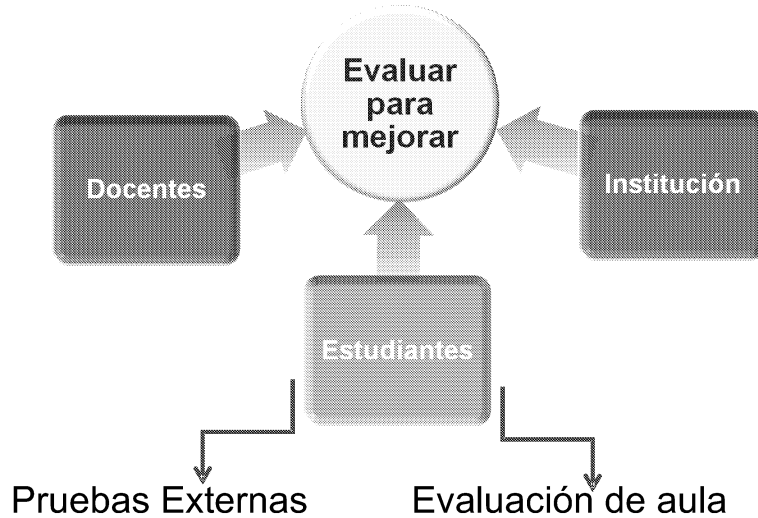 Evaluar
para
mejorar
Docentes
Institución
Estudiantes
Pruebas Externas
Evaluación de aula